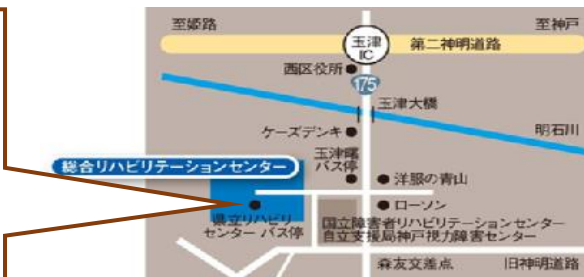 至姫路
至神戸
玉津
IC
第二神明道路
西区役所
175
玉津大橋
ケーズデンキ
明石川
玉津曙
バス停
総合リハビリテーションセンター
洋服の青山
ローソン
県立リハビリ
センター バス停
国立障害者リハビリテーションセンター
自立支援局神戸視力障害センター
森友交差点
旧神明道路